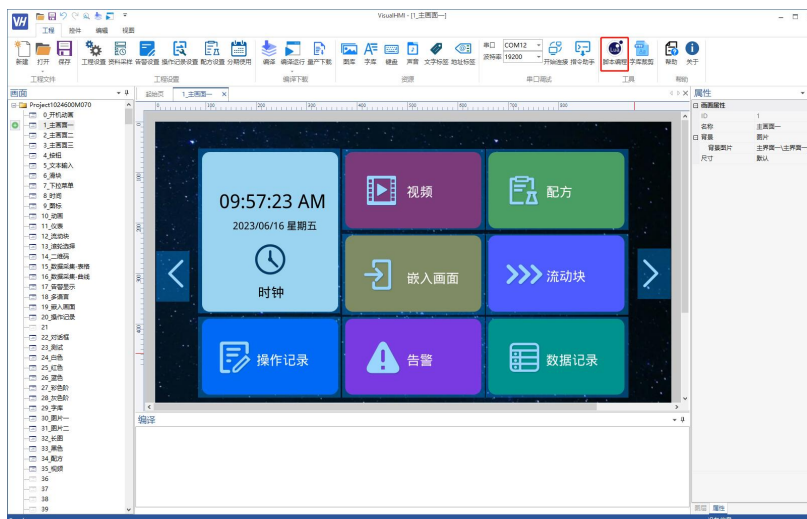 VH
VisualHMI - [1_主画面一]
工程 控件 编辑 视图
新建 打开 保存 工程设置 资料采样 告警设置 操作记录设置 配方设置 分期使用 编译 编译运行 量产下载 图库 字库 键盘 声音 文字标签 地址标签 串口 COM12 波特率 19200 开始连接 指令助手 脚本编程 字库裁剪 帮助 关于
工程文件 工程设置 编译下载 资源 串口调试 工具 帮助
画面
起始页 1_主画面一 ×
属性
Project1024600M070
0_开机动画
1_主画面一
2_主画面二
3_主画面三
4_按钮
5_文本输入
6_滑块
7_下拉菜单
8_时间
9_图标
10_动画
11_仪表
12_流动块
13_滚轮选择
14_二维码
15_数据采集-表格
16_数据采集-曲线
17_告警显示
18_多语言
19_嵌入画面
20_操作记录
21
22_对话框
23_测试
24_白色
25_红色
26_蓝色
27_彩色阶
28_灰色阶
29_字库
30_图片一
31_图片二
32_长图
33_黑色
34_配方
35_视频
36
37
38
39
09:57:23 AM
2023/06/16 星期五
时钟
视频
配方
嵌入画面
流动块
操作记录
告警
数据记录
画面属性
ID 1
名称 主画面一
背景 图片
背景图片 主界面一\主界面一
尺寸 默认
编译
画层 属性